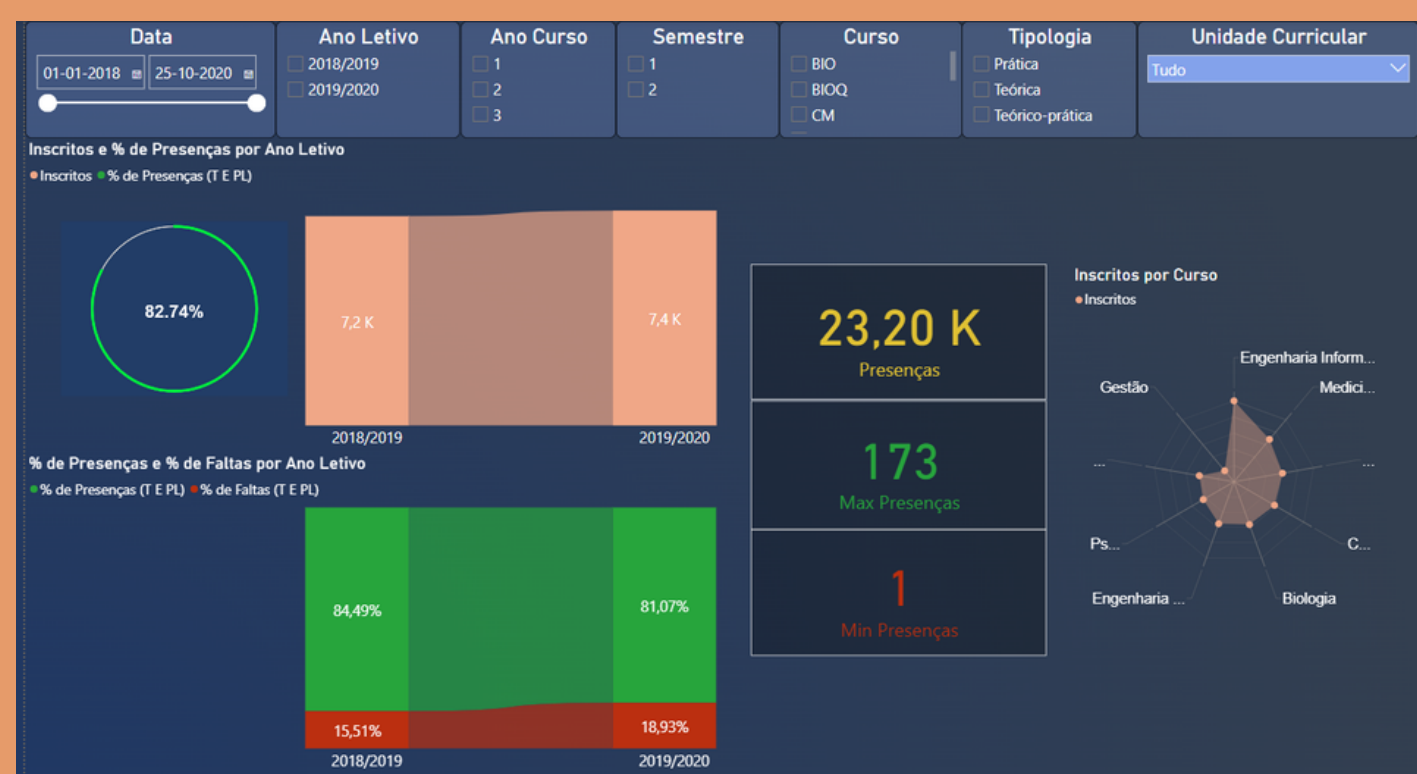 Data
01-01-2018
25-10-2020
Ano Letivo
2018/2019
2019/2020
Ano Curso
1
2
3
Semestre
1
2
Curso
BIO
BIOQ
CM
Tipologia
Prática
Teórica
Teórico-prática
Unidade Curricular
Tudo
Inscritos e % de Presenças por Ano Letivo
Inscritos % de Presenças (T E PL)
82.74%
7,2 K
7,4 K
2018/2019
2019/2020
% de Presenças e % de Faltas por Ano Letivo
% de Presenças (T E PL) % de Faltas (T E PL)
84,49%
81,07%
15,51%
18,93%
2018/2019
2019/2020
23,20 K
Presenças
173
Max Presenças
1
Min Presenças
Inscritos por Curso
Inscritos
Engenharia Inform...
Medici...
...
C...
Biologia
Engenharia ...
Ps...
...
Gestão